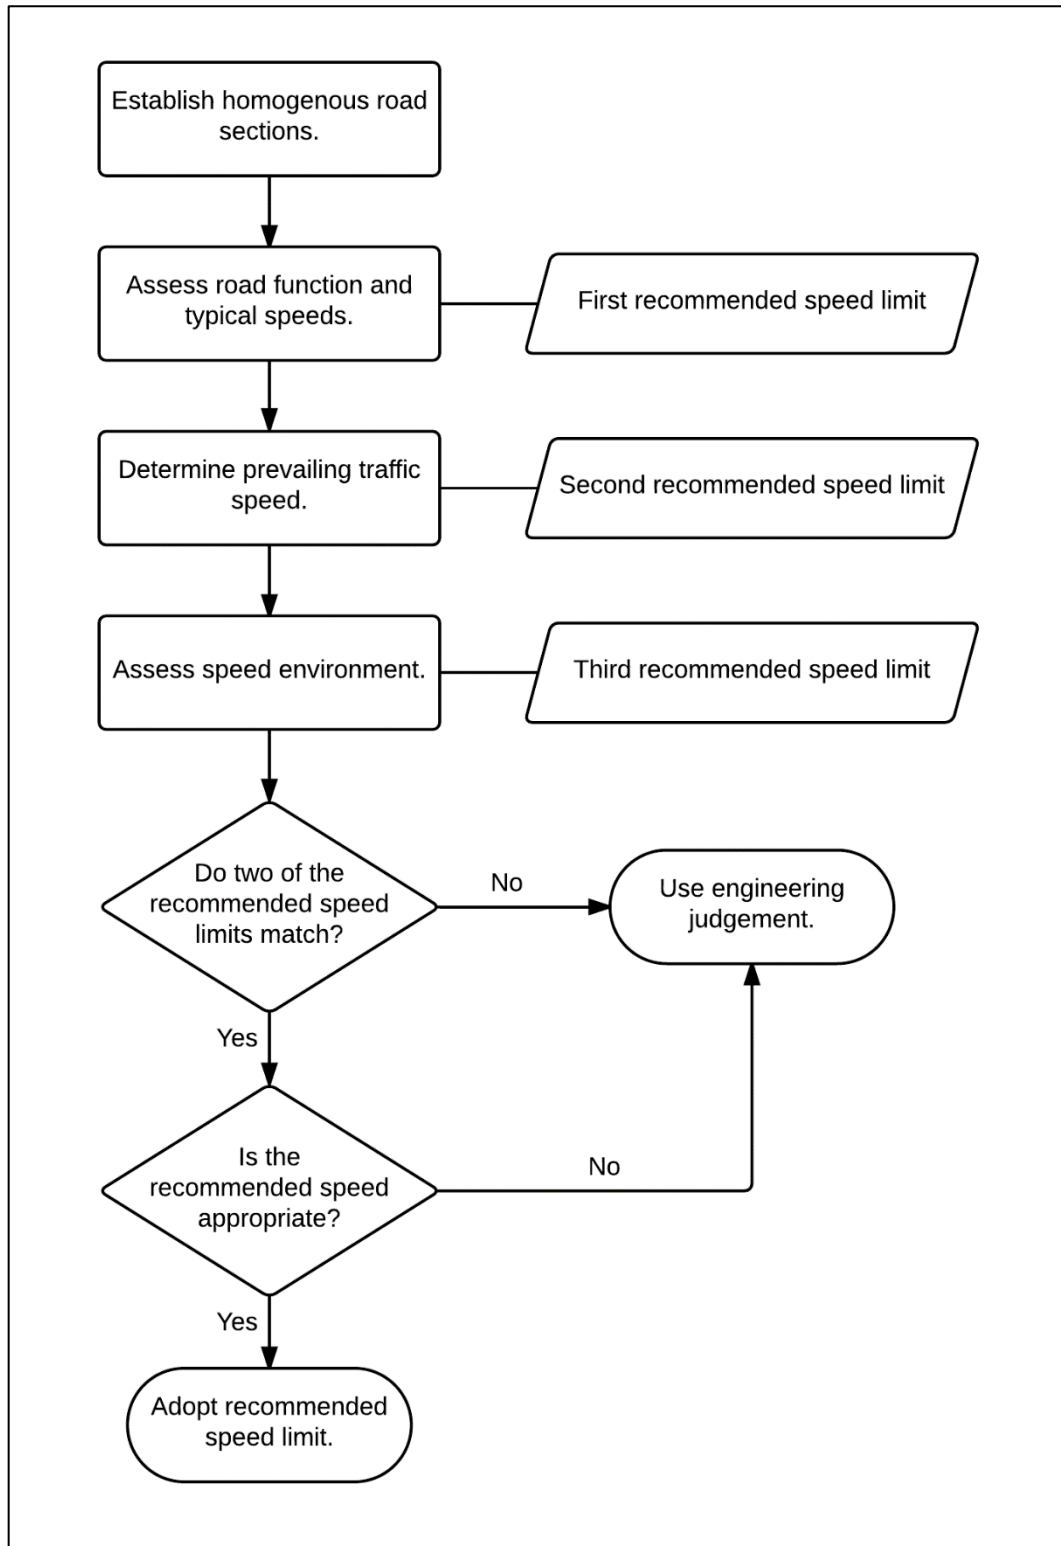 Establish homogenous road
sections.
Assess road function and
typical speeds.
First recommended speed limit
Determine prevailing traffic
speed.
Second recommended speed limit
Assess speed environment.
Third recommended speed limit
Do two of the
recommended speed
limits match?
No
Use engineering
judgement.
Yes
Is the
recommended speed
appropriate?
No
Yes
Adopt recommended
speed limit.